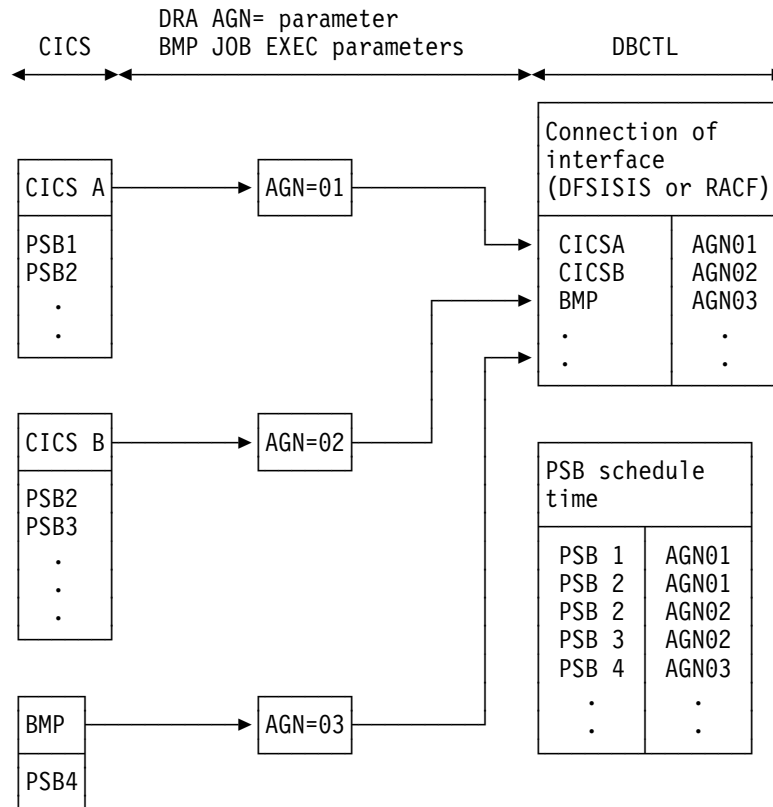 DRA AGN= parameter
CICS BMP JOB EXEC parameters DBCTL
Connection of
interface
(DFSISIS or RACF)
CICS A AGN=01
PSB1
PSB2
.
.
CICSA AGN01
CICSB AGN02
BMP AGN03
. .
. .
CICS B AGN=02
PSB2
PSB3
.
.
.
PSB schedule
time
PSB 1 AGN01
PSB 2 AGN01
PSB 2 AGN02
PSB 3 AGN02
PSB 4 AGN03
. .
. .
BMP AGN=03
PSB4